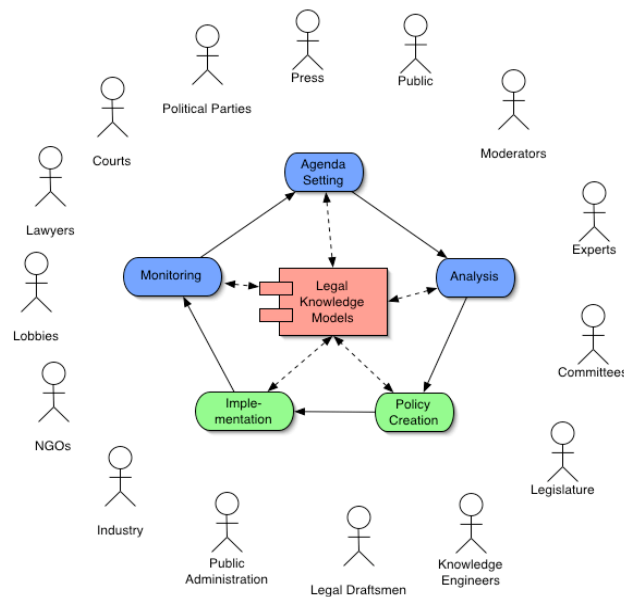 Press
Public
Political Parties
Moderators
Courts
Agenda
Setting
Lawyers
Experts
Monitoring
Legal
Knowledge
Models
Analysis
Lobbies
Committees
Imple-
mentation
Policy
Creation
NGOs
Legislature
Industry
Public
Administration
Legal Draftsmen
Knowledge
Engineers